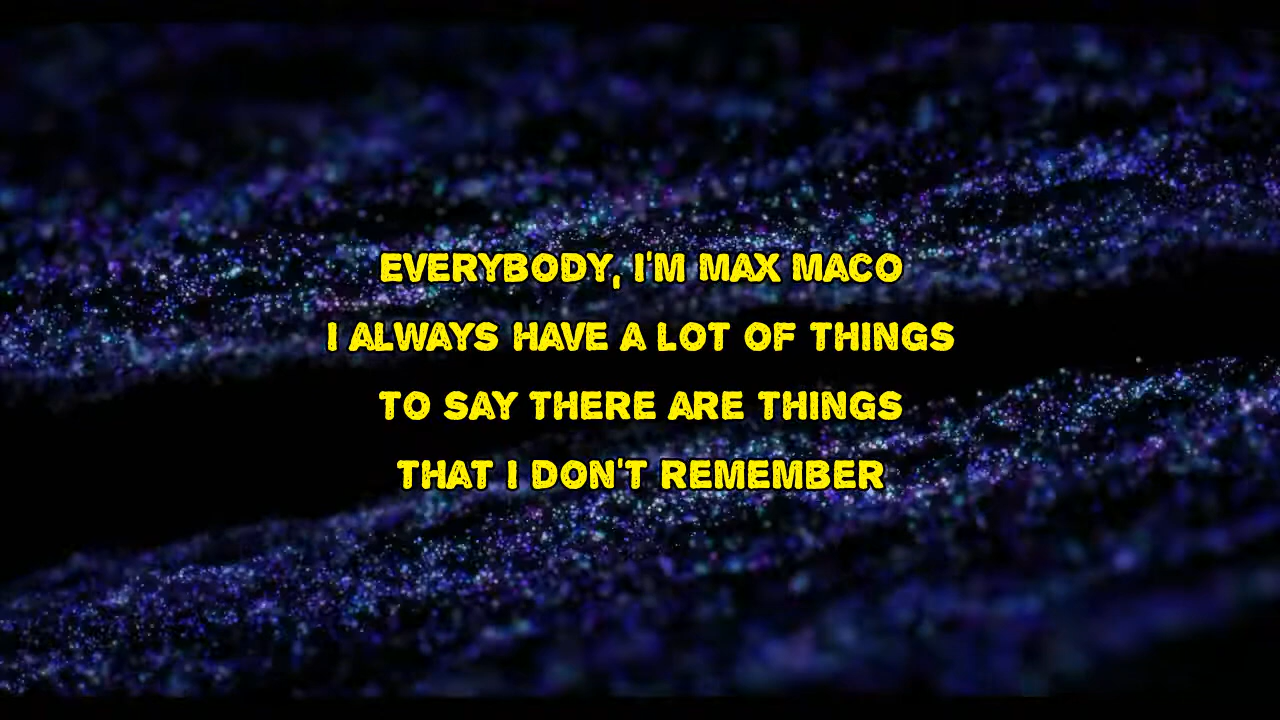 EVERYBODY, I'M MAX MACO
I ALWAYS HAVE A LOT OF THINGS
TO SAY THERE ARE THINGS
THAT I DON'T REMEMBER